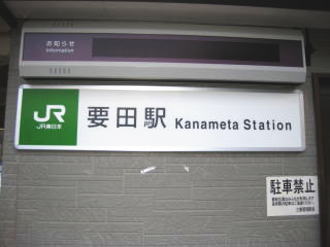 お知らせ
Information
JR
JR東日本
要田駅 Kanameta Station
駐車禁止